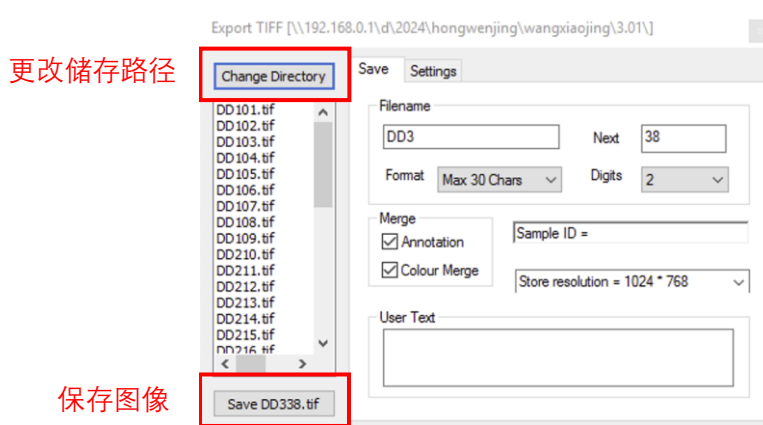 Export TIFF [\\192.168.0.1\d\2024\hongwenjing\wangxiaojing\3.01\]
更改储存路径
Change Directory
Save Settings
DD101.tif
DD102.tif
DD103.tif
DD104.tif
DD105.tif
DD106.tif
DD107.tif
DD108.tif
DD109.tif
DD210.tif
DD211.tif
DD212.tif
DD213.tif
DD214.tif
DD215.tif
DD216.tif
Filename
DD3 Next 38
Format Max 30 Chars Digits 2
Merge
Annotation
Colour Merge
Sample ID =
Store resolution = 1024 * 768
User Text
保存图像
Save DD338.tif